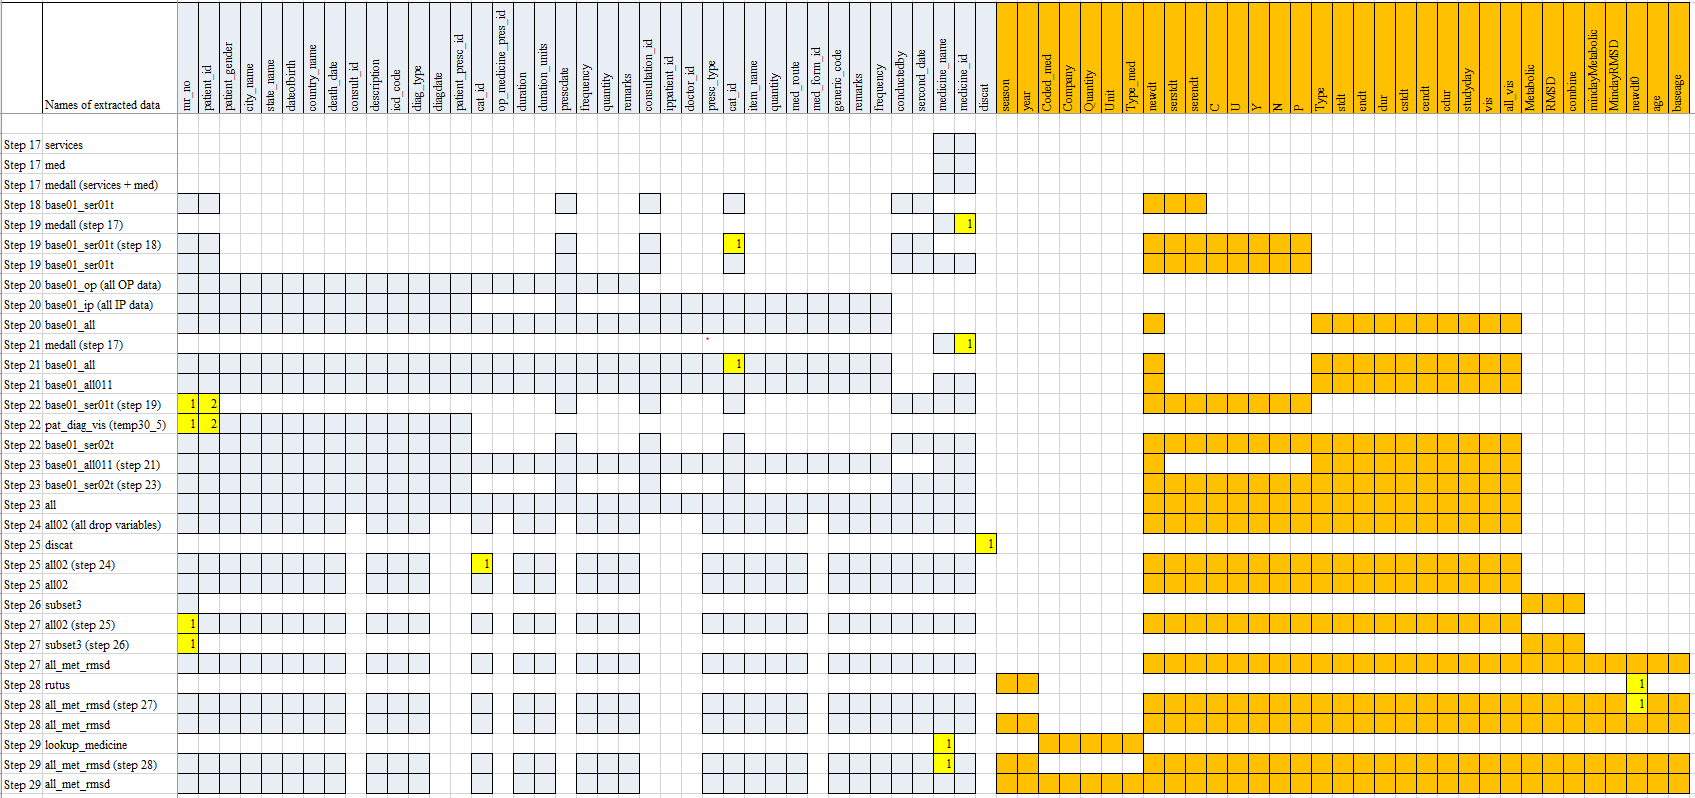 Names of extracted data
mr_no
patient_id
patient_gender
city_name
state_name
dateofbirth
country_name
death_date
consult_id
description
icd_code
diag_type
diagdate
patient_presc_id
cat_id
op_medicine_pres_id
duration
duration_units
prescdate
frequency
quantity
remarks
consultation_id
ippatient_id
doctor_id
presc_type
cat_id
item_name
quantity
med_route
med_form_id
generic_code
remarks
frequency
conductedby
second_date
medicine_name
medicine_id
discat
season
year
Coded_med
Company
Quantity
Unit
Type_med
newdt
serstdt
serendt
C
U
Y
N
P
Type
stdt
endt
dur
cstdt
cendt
cdur
studyday
vis
all_vis
Metabolic
RMSD
combine
mindayMetabolic
MindayRMSD
newdt0
age
baseage
Step 17 services
Step 17 med
Step 17 medall (services + med)
Step 18 base01_ser01t
Step 19 medall (step 17) 1
Step 19 base01_ser01t (step 18) 1
Step 19 base01_ser01t
Step 20 base01_op (all OP data)
Step 20 base01_ip (all IP data)
Step 20 base01_all
Step 21 medall (step 17) 1
Step 21 base01_all 1
Step 21 base01_all011
Step 22 base01_ser01t (step 19) 1 2
Step 22 pat_diag_vis (temp30_5) 1 2
Step 22 base01_ser02t
Step 23 base01_all011 (step 21)
Step 23 base01_ser02t (step 23)
Step 23 all
Step 24 all02 (all drop variables)
Step 25 discat 1
Step 25 all02 (step 24) 1
Step 25 all02
Step 26 subset3
Step 27 all02 (step 25) 1
Step 27 subset3 (step 26) 1
Step 27 all_met_rmsd
Step 28 rutus 1
Step 28 all_met_rmsd (step 27) 1
Step 28 all_met_rmsd
Step 29 lookup_medicine 1
Step 29 all_met_rmsd (step 28) 1
Step 29 all_met_rmsd